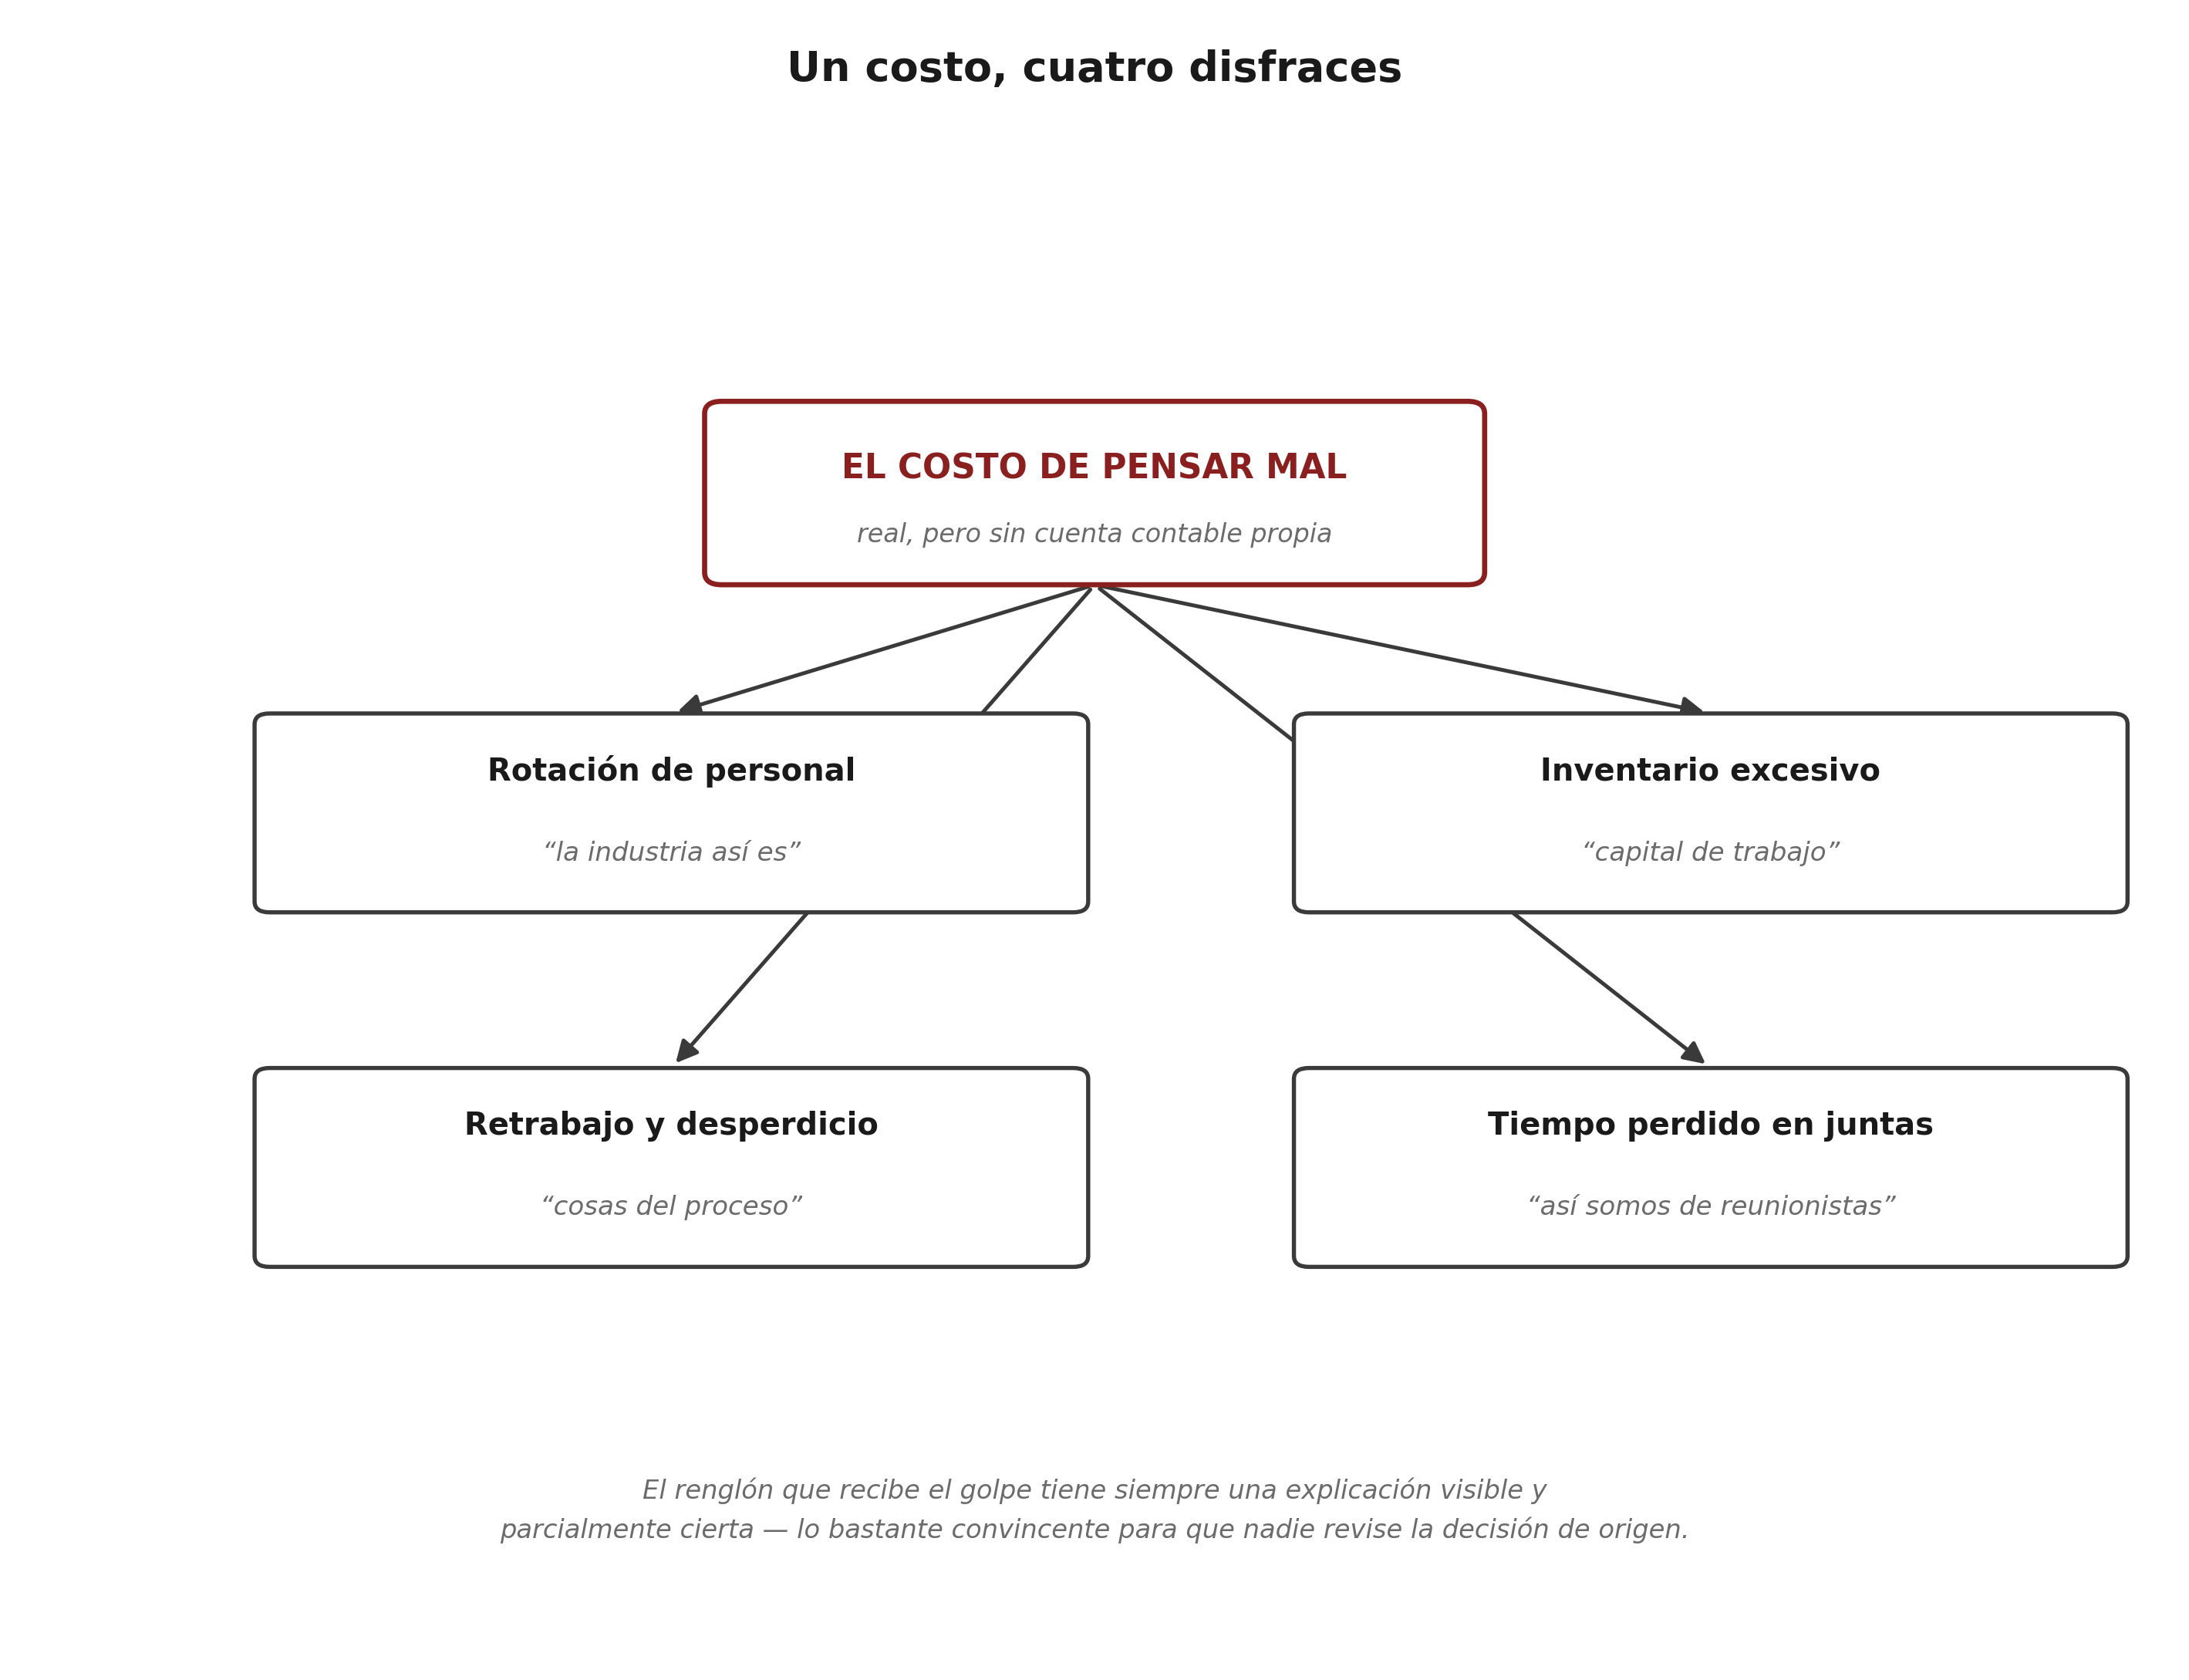 Un costo, cuatro disfraces
EL COSTO DE PENSAR MAL
real, pero sin cuenta contable propia
Rotación de personal
“la industria así es”
Inventario excesivo
“capital de trabajo”
Retrabajo y desperdicio
“cosas del proceso”
Tiempo perdido en juntas
“así somos de reunionistas”
El renglón que recibe el golpe tiene siempre una explicación visible y
parcialmente cierta — lo bastante convincente para que nadie revise la decisión de origen.